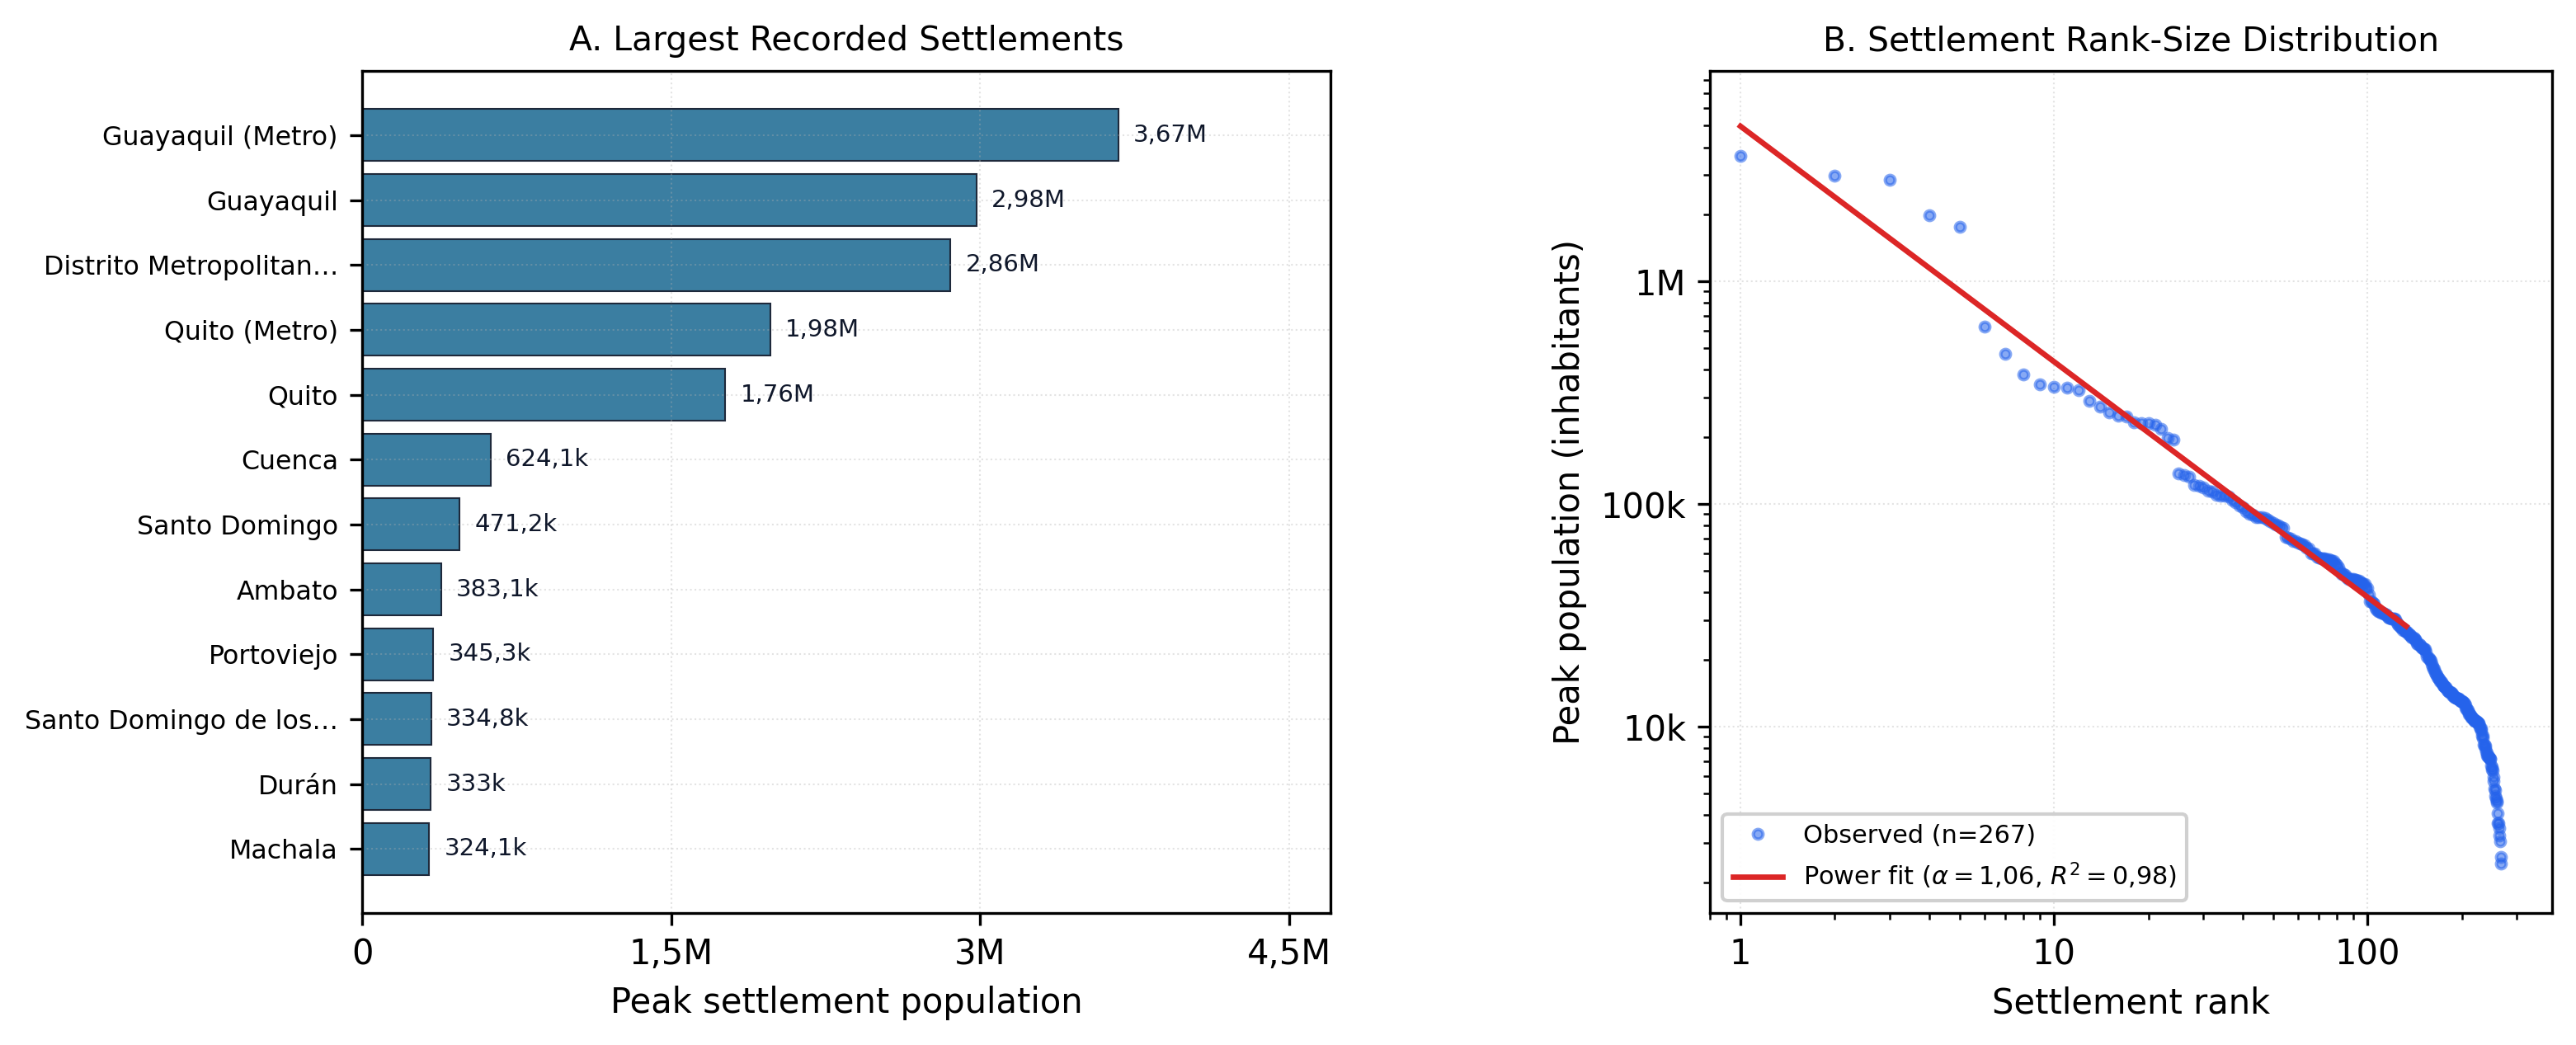 A. Largest Recorded Settlements
Guayaquil (Metro)
3,67M
Guayaquil
2,98M
Distrito Metropolitan...
2,86M
Quito (Metro)
1,98M
Quito
1,76M
Cuenca
624,1k
Santo Domingo
471,2k
Ambato
383,1k
Portoviejo
345,3k
Santo Domingo de los...
334,8k
Durán
333k
Machala
324,1k
0 1,5M 3M 4,5M
Peak settlement population
B. Settlement Rank-Size Distribution
Peak population (inhabitants)
1M
100k
10k
Observed (n=267)
Power fit (α = 1,06, R² = 0,98)
1 10 100
Settlement rank